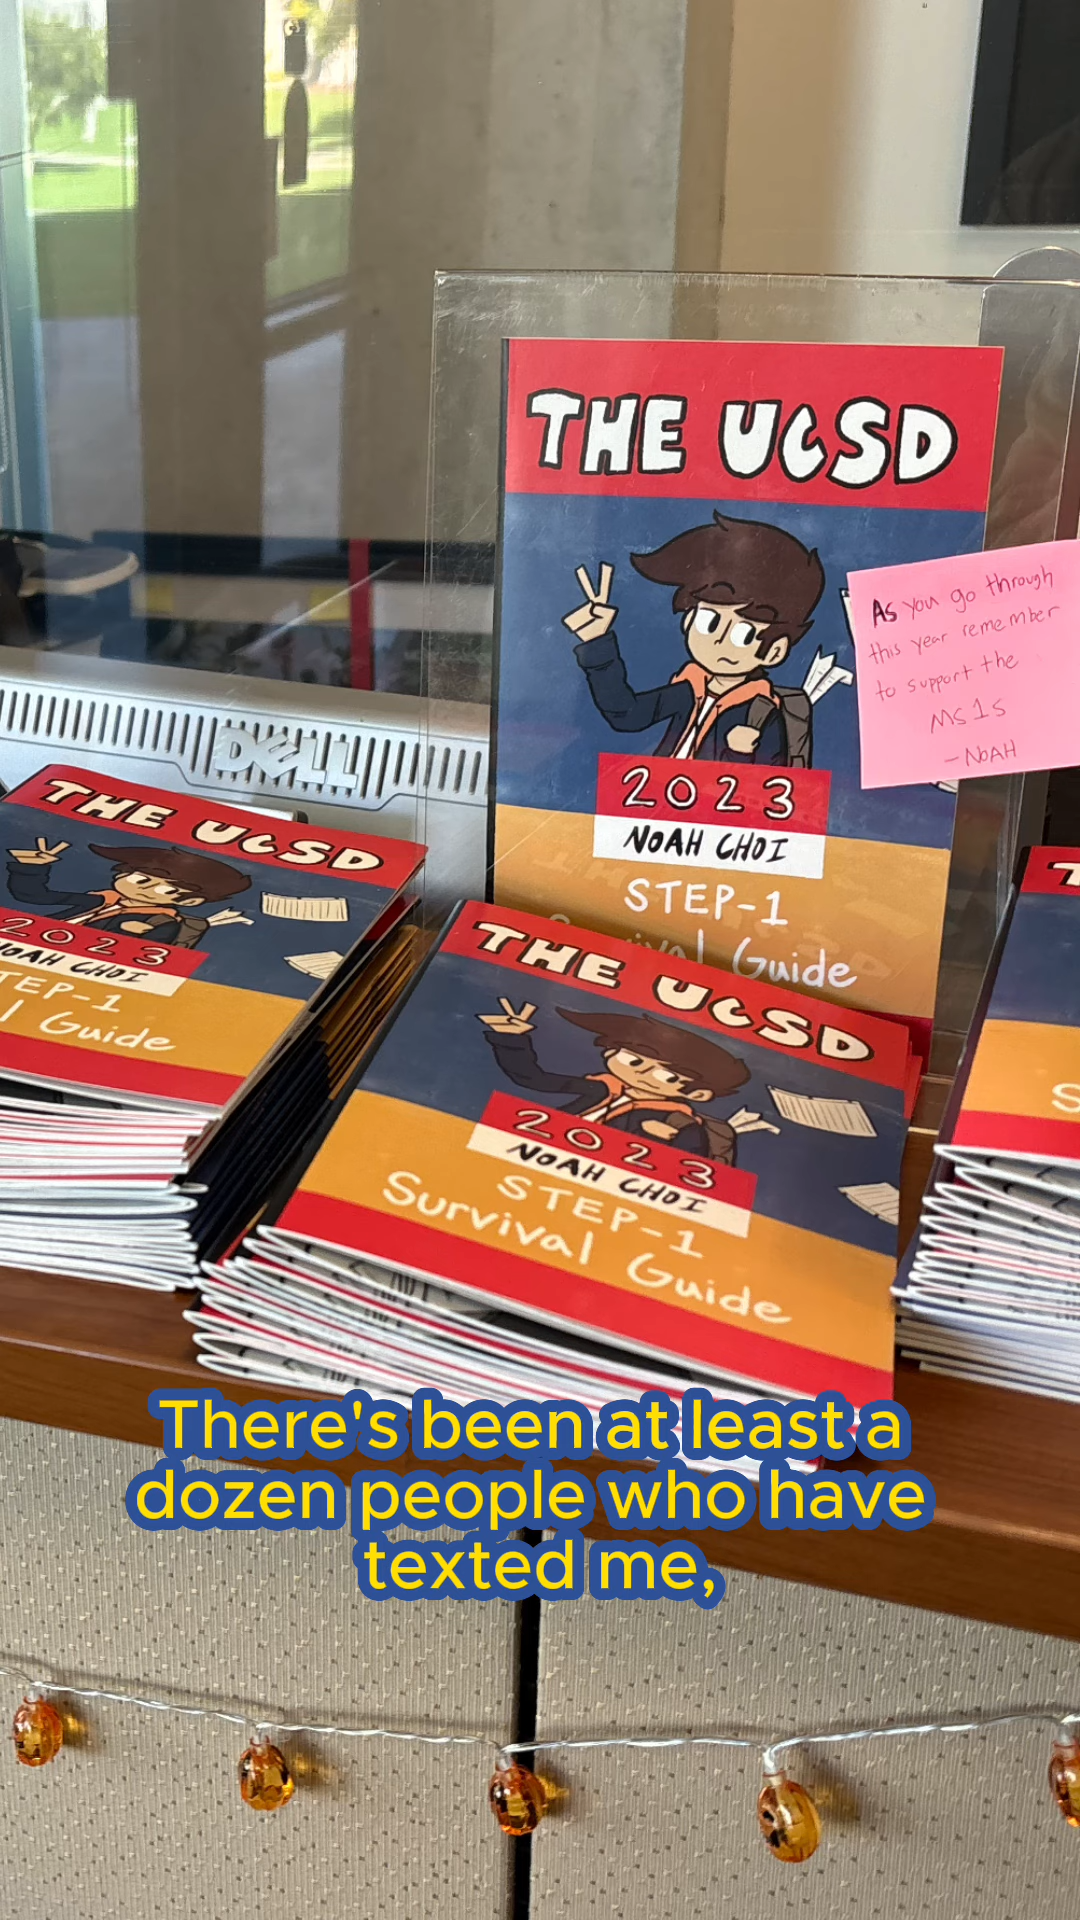 THE UCSD
2023
NOAH CHOI
STEP-1
Guide
As you go through
this year remember
to support the
MS1s
- NOAH
DELL
THE UCSD
2023
NOAH CHOI
TEP-1
l Guide
THE UCSD
2023
NOAH CHOI
STEP-1
Survival Guide
T
S
There's been at least a
dozen people who have
texted me,